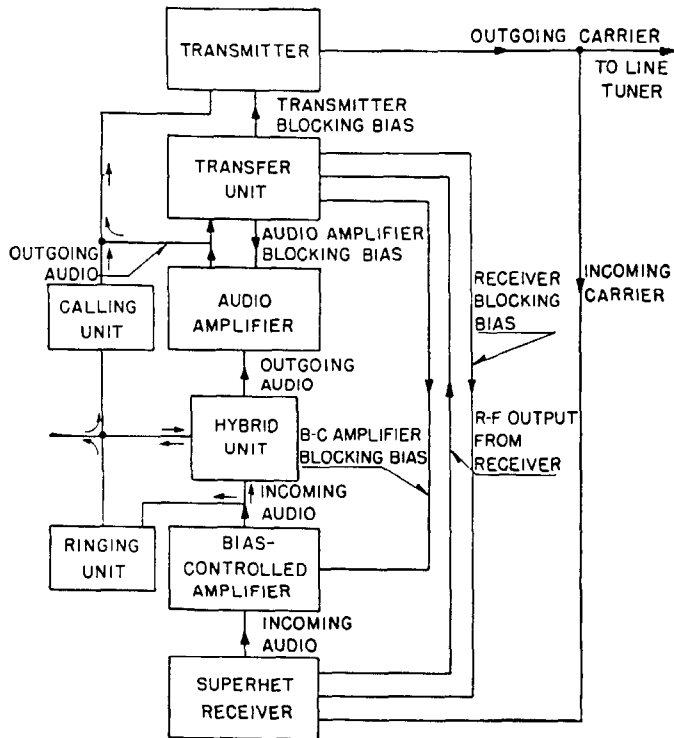 TRANSMITTER
OUTGOING CARRIER
TO LINE
TUNER
TRANSMITTER
BLOCKING BIAS
TRANSFER
UNIT
OUTGOING
AUDIO
AUDIO AMPLIFIER
BLOCKING BIAS
CALLING
UNIT
AUDIO
AMPLIFIER
RECEIVER
BLOCKING
BIAS
INCOMING
CARRIER
OUTGOING
AUDIO
HYBRID
UNIT
B-C AMPLIFIER
BLOCKING BIAS
R-F OUTPUT
FROM
RECEIVER
INCOMING
AUDIO
RINGING
UNIT
BIAS-
CONTROLLED
AMPLIFIER
INCOMING
AUDIO
SUPERHET
RECEIVER